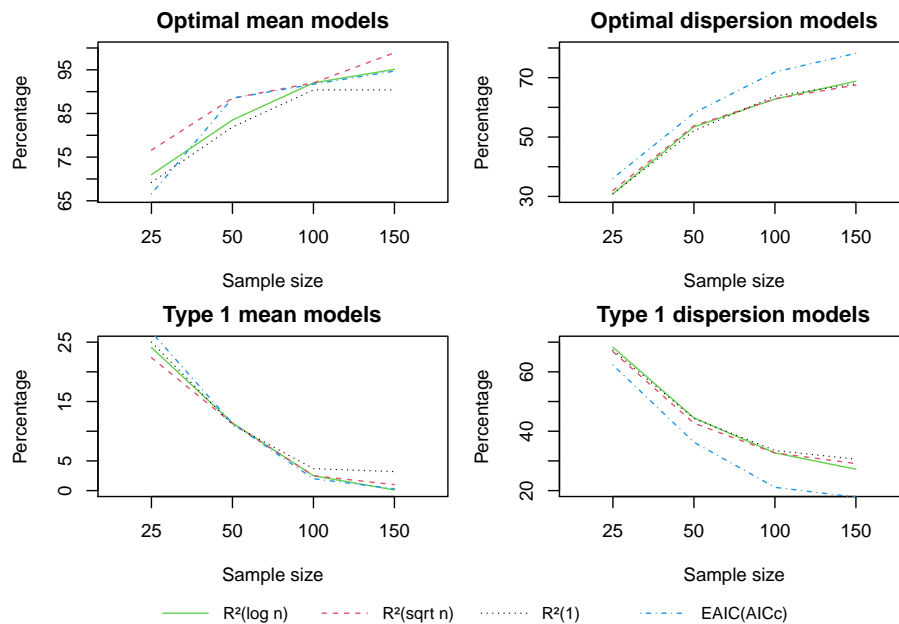 Optimal mean models
Percentage
65 75 85 95
25 50 100 150
Sample size
Optimal dispersion models
Percentage
30 50 70
25 50 100 150
Sample size
Type 1 mean models
Percentage
0 5 15 25
25 50 100 150
Sample size
Type 1 dispersion models
Percentage
20 40 60
25 50 100 150
Sample size
R²(log n) R²(sqrt n) R²(1) EAIC(AICc)